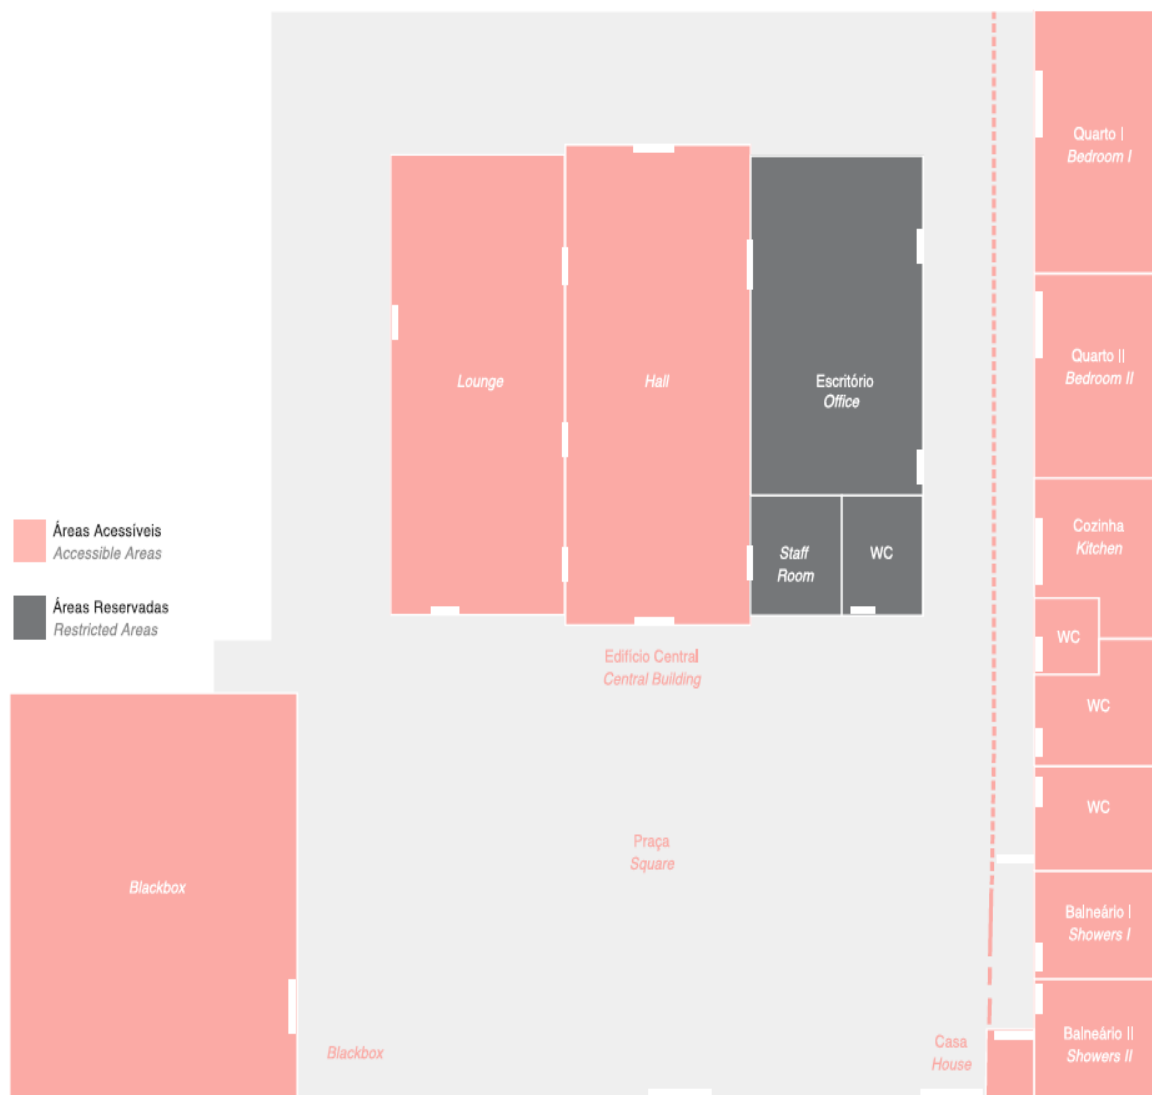 Quarto I
Bedroom I
Quarto II
Bedroom II
Lounge
Hall
Escritório
Office
Áreas Acessíveis
Accessible Areas
Cozinha
Kitchen
Staff
Room
WC
Áreas Reservadas
Restricted Areas
WC
Edifício Central
Central Building
WC
WC
Praça
Square
Blackbox
Balneário I
Showers I
Blackbox
Casa
House
Balneário II
Showers II